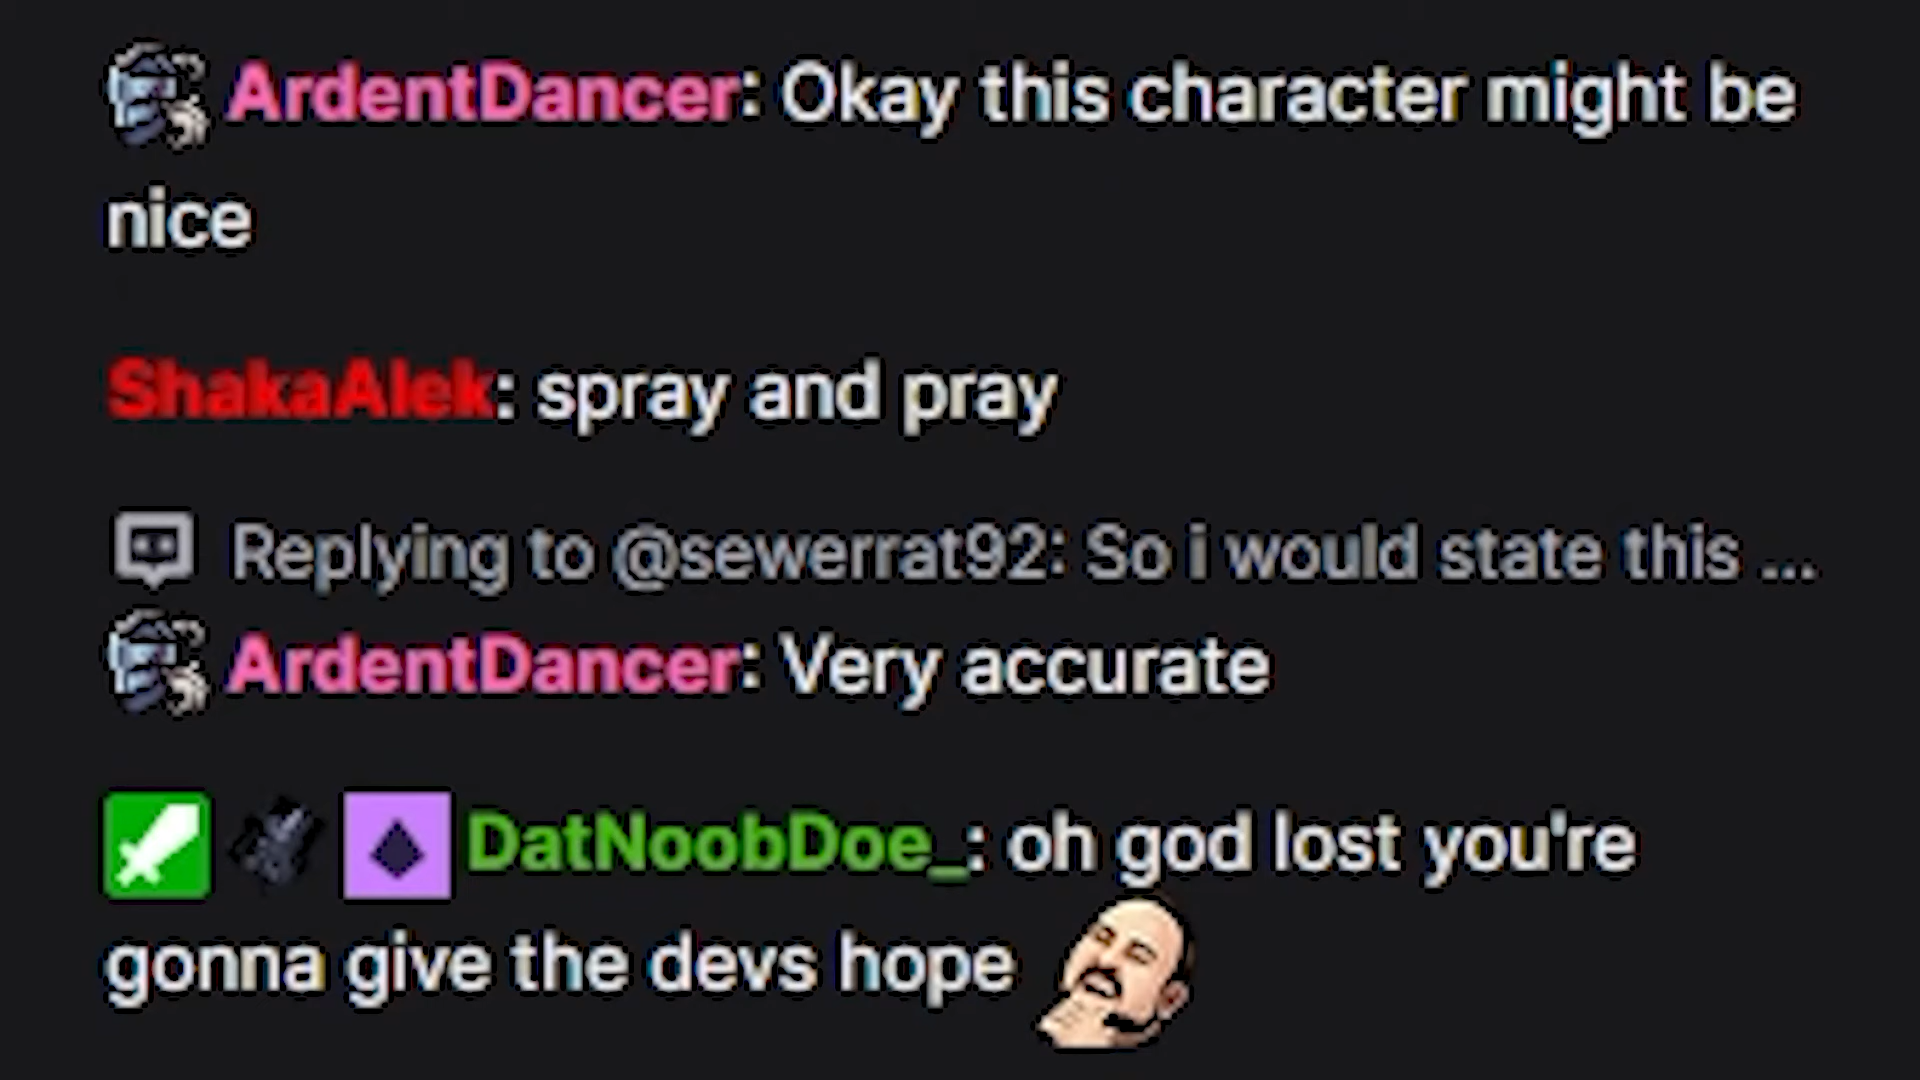 ArdentDancer: Okay this character might be
nice
ShakaAlek: spray and pray
Replying to @sewerrat92: So i would state this ...
ArdentDancer: Very accurate
DatNoobDoe_: oh god lost you're
gonna give the devs hope